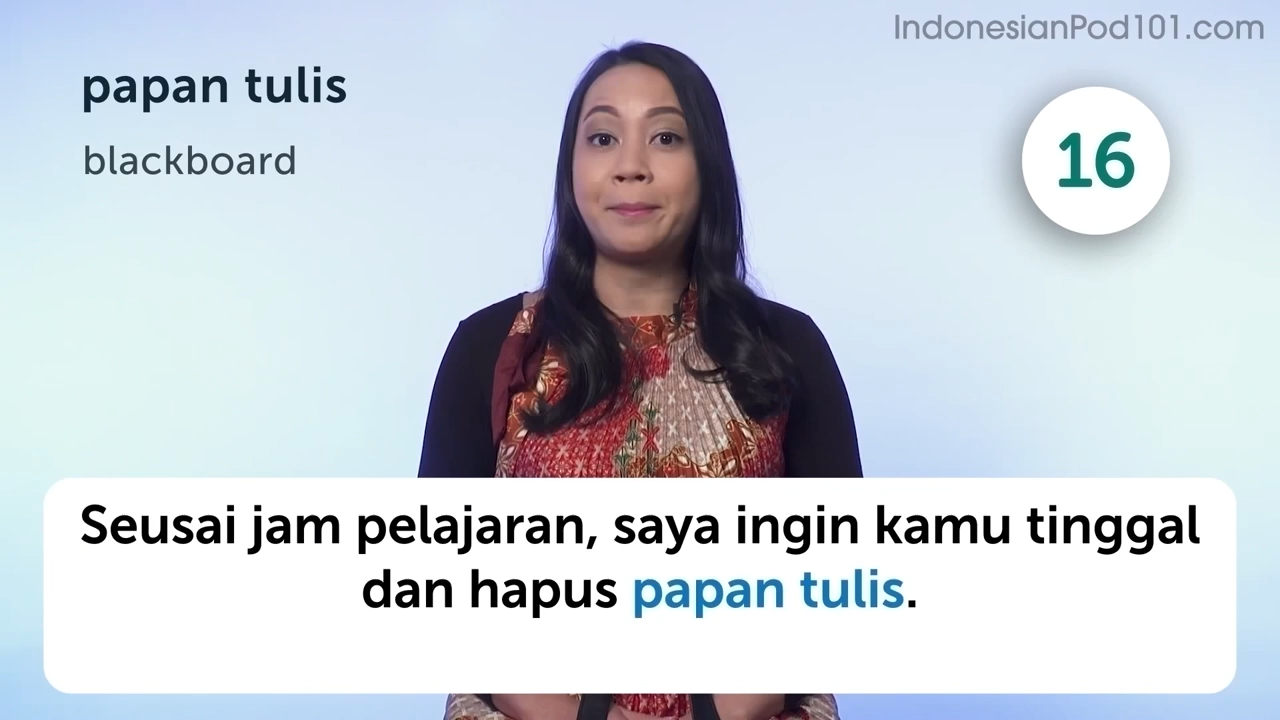 IndonesianPod101.com
papan tulis
blackboard
16
Seusai jam pelajaran, saya ingin kamu tinggal
dan hapus papan tulis.